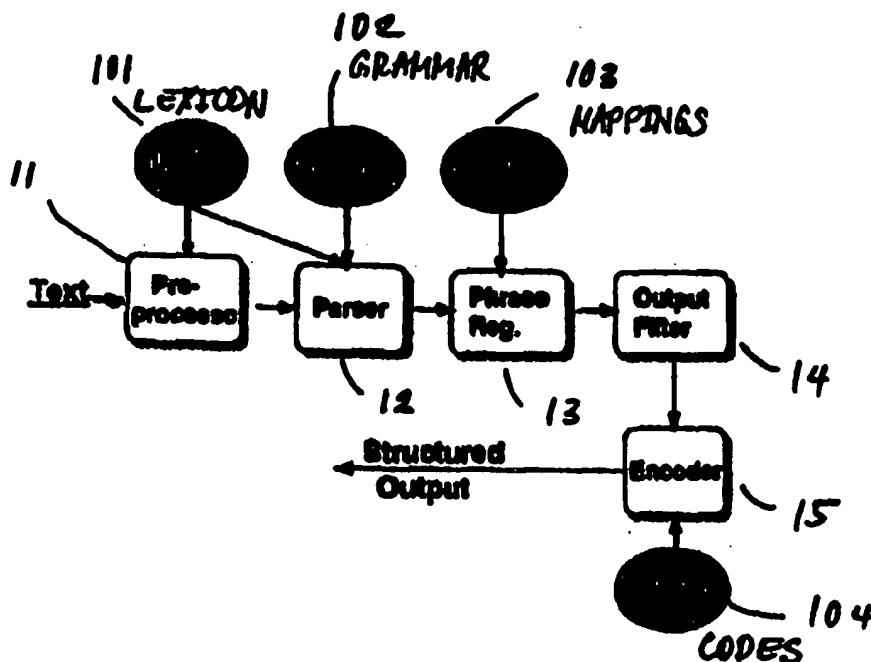 101
LEXICON
102
GRAMMAR
103
MAPPINGS
11
Text
Pre-
processo
Parser
Phrase
Reg.
Output
Filter
12
13
14
Structured
Output
Encoder
15
104
CODES